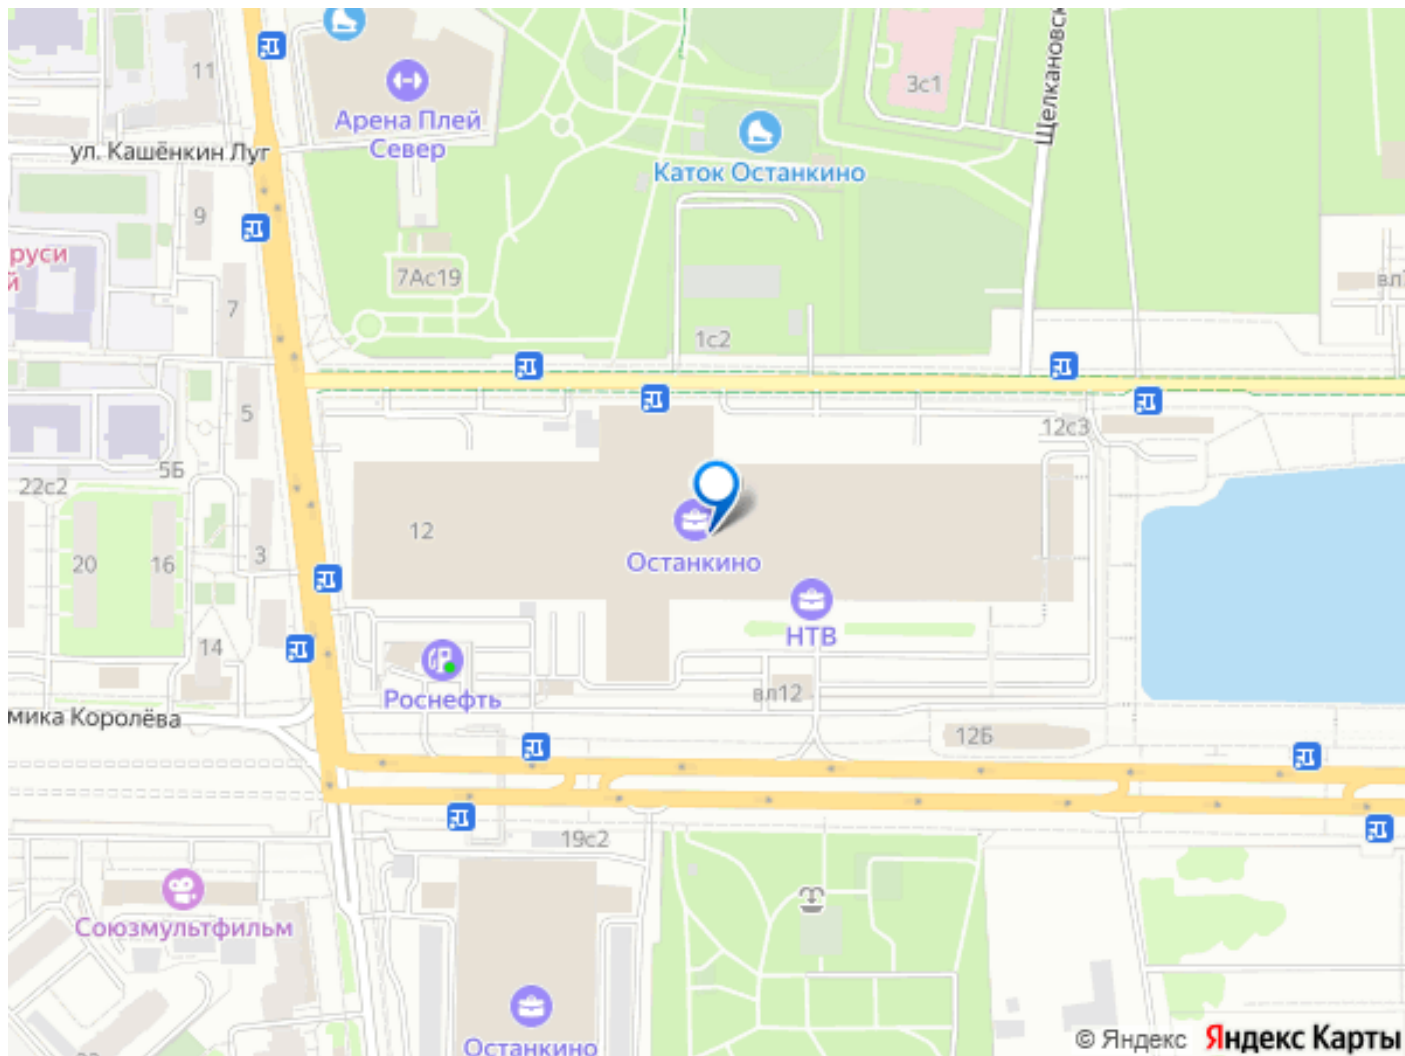 11
Арена Плей
Север
3с1
Щелкановск
ул. Кашёнкин Луг
Каток Останкино
9
руси
й
7Ас19
вл
7
1с2
5
12с3
5Б
22с2
12
3
20
16
Останкино
НТВ
14
Роснефть
вл12
мика Королёва
12Б
19с2
Союзмультфильм
Останкино
© Яндекс Яндекс Карты